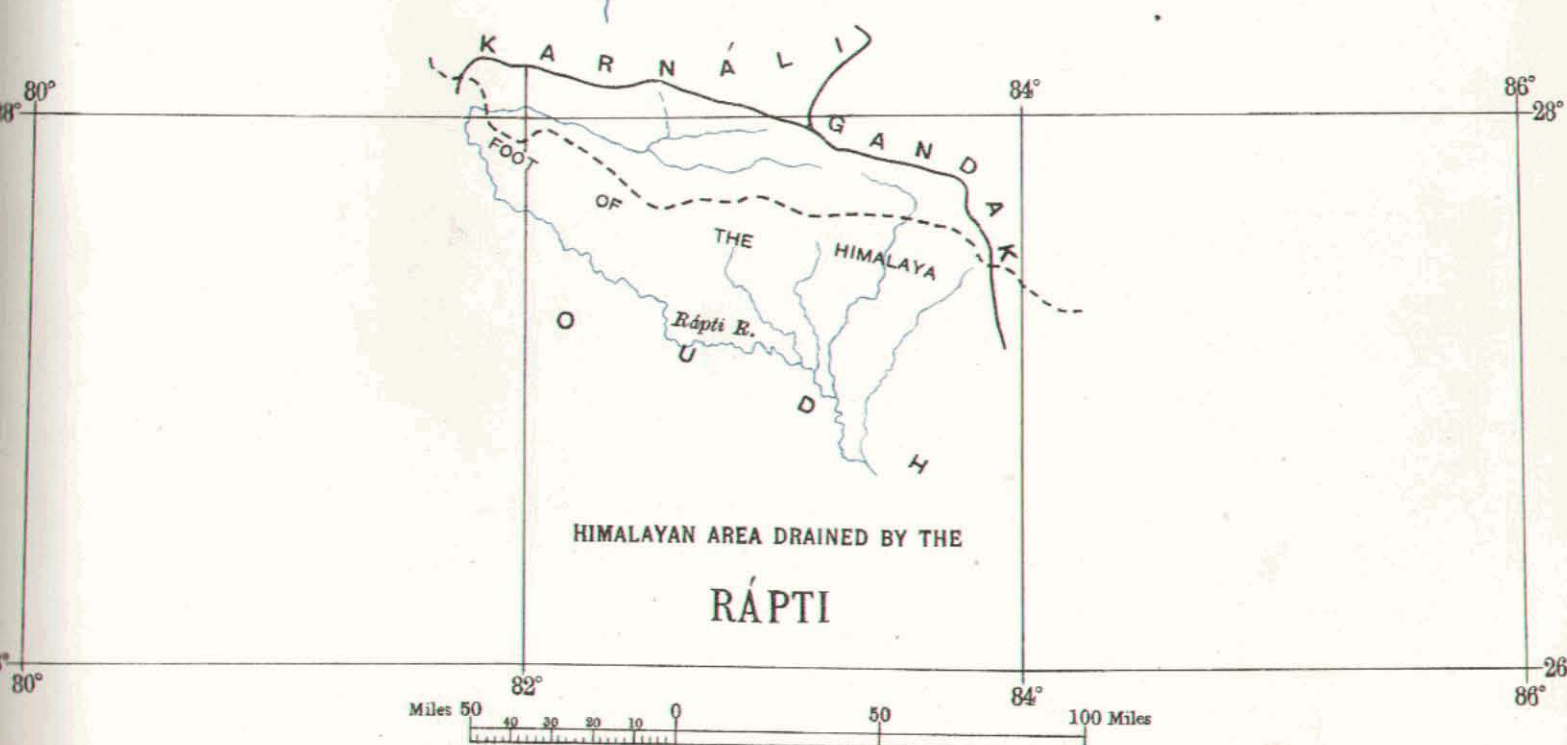 KARNÁLI
80°
84°
86°
28°
GANDAK
FOOT OF THE HIMALAYA
Rápti R.
OUDH
HIMALAYAN AREA DRAINED BY THE
RÁPTI
26
80°
82°
84°
86°
Miles 50 40 30 20 10 0 50 100 Miles